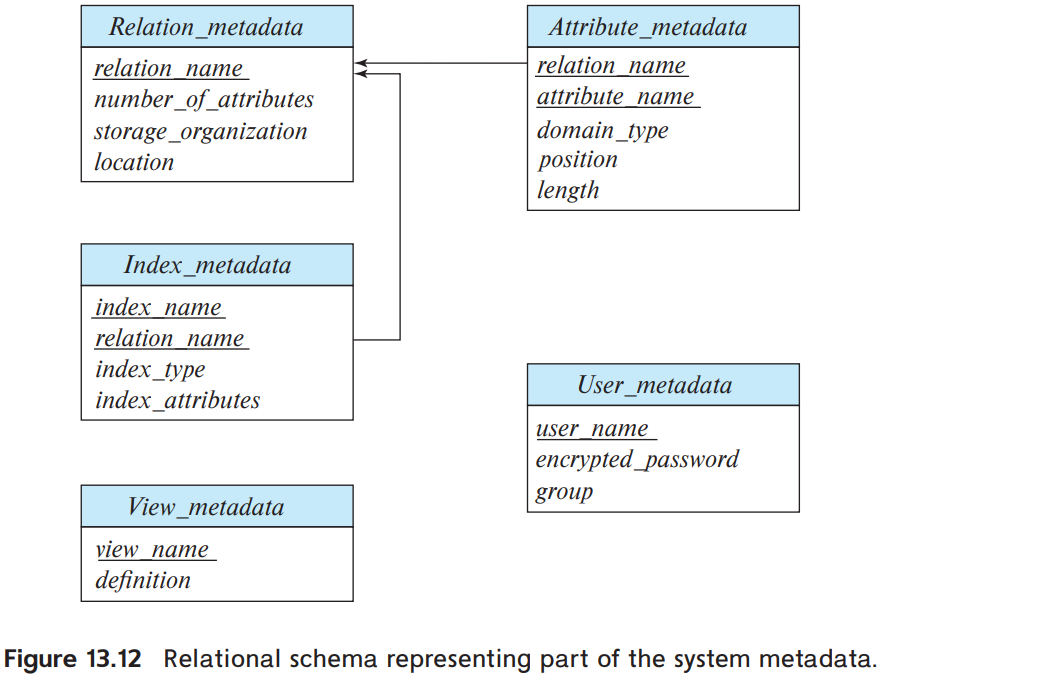 Relation_metadata
relation_name
number_of_attributes
storage_organization
location
Attribute_metadata
relation_name
attribute_name
domain_type
position
length
Index_metadata
index_name
relation_name
index_type
index_attributes
User_metadata
user_name
encrypted_password
group
View_metadata
view_name
definition
Figure 13.12 Relational schema representing part of the system metadata.